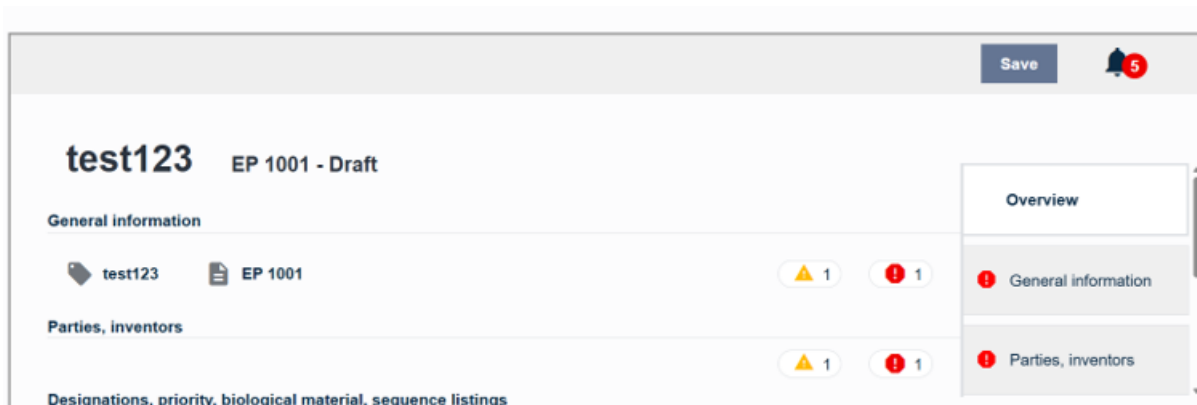 Save
5
test123 EP 1001 - Draft
Overview
General information
test123 EP 1001 1 1
General information
Parties, inventors
1 1
Parties, inventors
Designations, priority, biological material, sequence listings